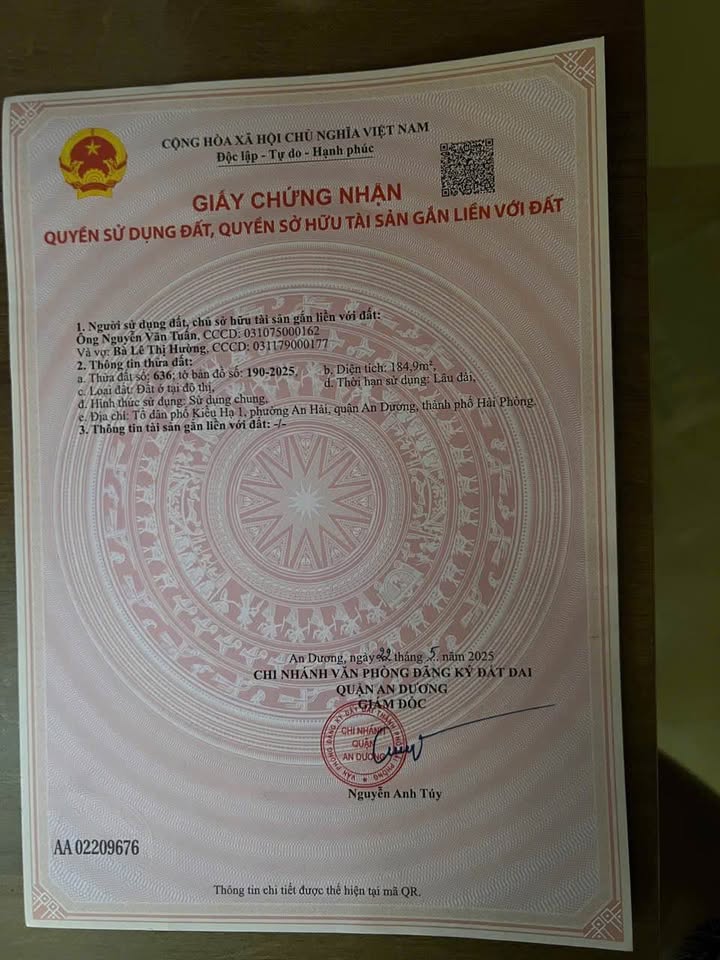 CỘNG HÒA XÃ HỘI CHỦ NGHĨA VIỆT NAM
Độc lập - Tự do - Hạnh phúc
GIẤY CHỨNG NHẬN
QUYỀN SỬ DỤNG ĐẤT, QUYỀN SỞ HỮU TÀI SẢN GẮN LIỀN VỚI ĐẤT
1. Người sử dụng đất, chủ sở hữu tài sản gắn liền với đất:
Ông Nguyễn Văn Tuấn, CCCD: 031075000162
Và vợ: Bà Lê Thị Hường, CCCD: 031179000177
2. Thông tin thửa đất:
a. Thửa đất số: 636; tờ bản đồ số: 190-2025, b. Diện tích: 184,9m²,
c. Loại đất: Đất ở tại đô thị, d. Thời hạn sử dụng: Lâu dài,
đ. Hình thức sử dụng: Sử dụng chung,
e. Địa chỉ: Tổ dân phố Kiều Hạ 1, phường An Hải, quận An Dương, thành phố Hải Phòng.
3. Thông tin tài sản gắn liền với đất: -/-
An Dương, ngày 22 tháng 5 năm 2025
CHI NHÁNH VĂN PHÒNG ĐĂNG KÝ ĐẤT ĐAI
QUẬN AN DƯƠNG
GIÁM ĐỐC
CHI NHÁNH
QUẬN
AN DƯƠNG
Nguyễn Anh Túy
AA 02209676
Thông tin chi tiết được thể hiện tại mã QR.